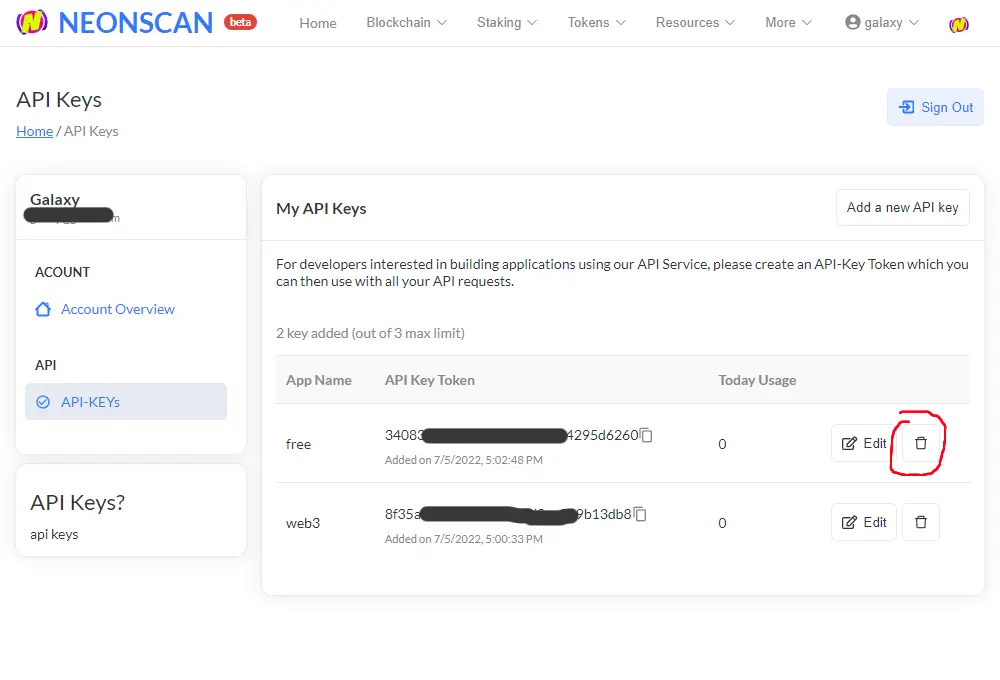 NEONSCAN beta Home Blockchain Staking Tokens Resources More galaxy
API Keys
Sign Out
Home / API Keys
Galaxy
ACOUNT
Account Overview
API
API-KEYs
API Keys?
api keys
My API Keys
Add a new API key
For developers interested in building applications using our API Service, please create an API-Key Token which you
can then use with all your API requests.
2 key added (out of 3 max limit)
App Name API Key Token Today Usage
free 34083 4295d6260 0 Edit
Added on 7/5/2022, 5:02:48 PM
web3 8f35a 9b13db8 0 Edit
Added on 7/5/2022, 5:00:33 PM